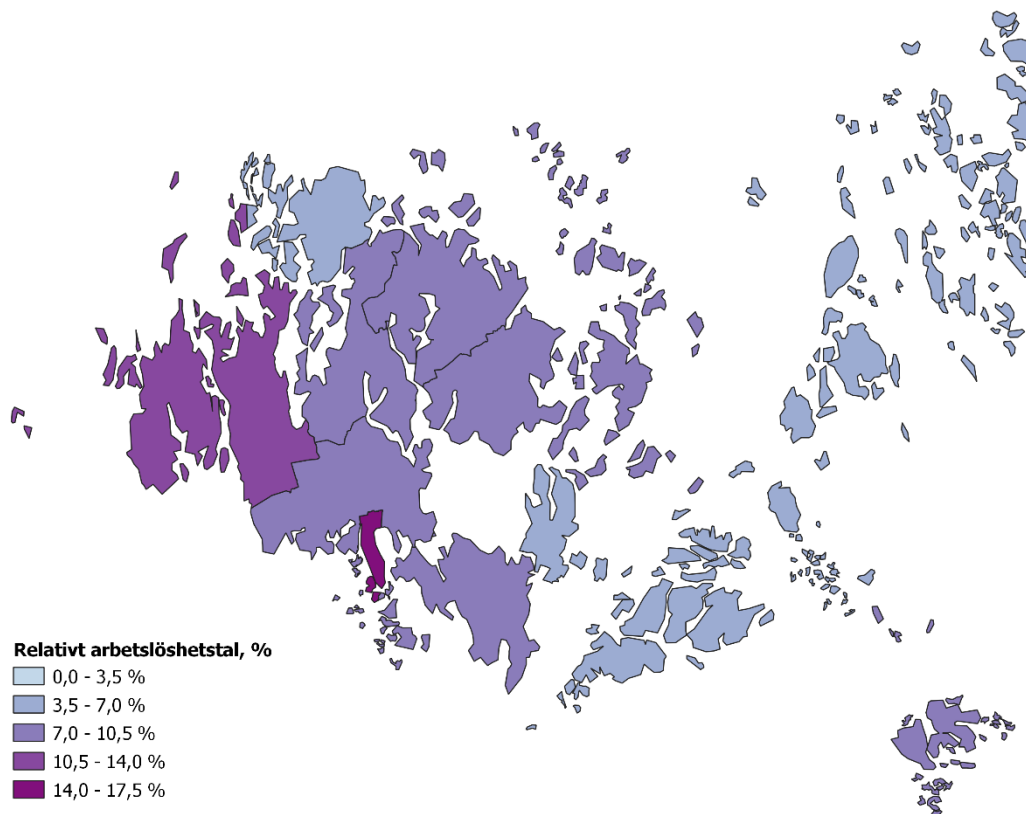 Relativt arbetslöshetstal, %
0,0 - 3,5 %
3,5 - 7,0 %
7,0 - 10,5 %
10,5 - 14,0 %
14,0 - 17,5 %